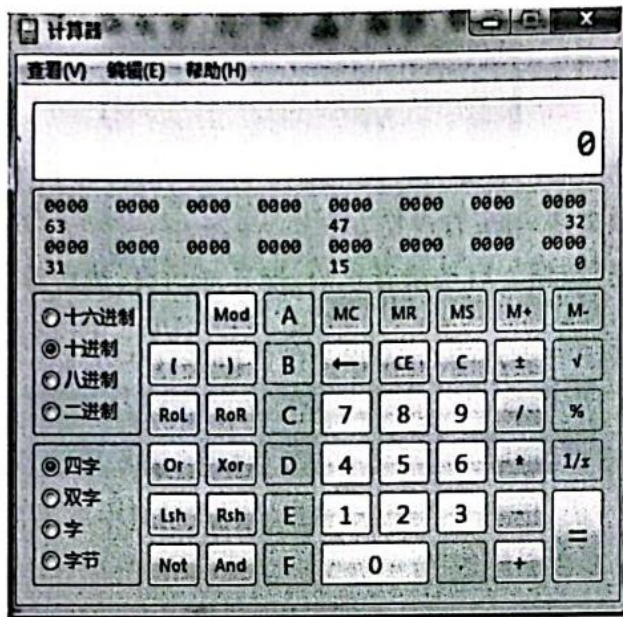 计算器
查看(V) 编辑(E) 帮助(H)
0
0000 0000 0000 0000 0000 0000 0000 0000
63 47 32
0000 0000 0000 0000 0000 0000 0000 0000
31 15 0
十六进制 Mod A MC MR MS M+ M-
十进制 ( ) B ← CE C ± √
八进制
二进制 RoL RoR C 7 8 9 / %
四字 Or Xor D 4 5 6 * 1/x
双字
字 Lsh Rsh E 1 2 3 - =
字节 Not And F 0 . +